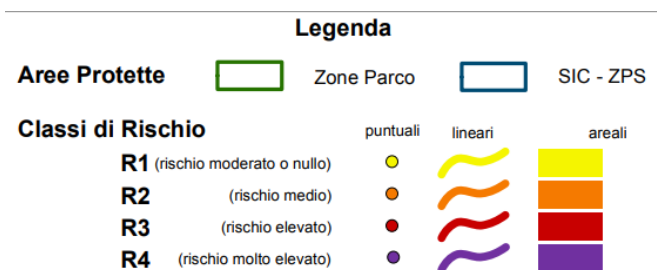 Legenda
Aree Protette Zone Parco SIC - ZPS
Classi di Rischio puntuali lineari areali
R1 (rischio moderato o nullo)
R2 (rischio medio)
R3 (rischio elevato)
R4 (rischio molto elevato)